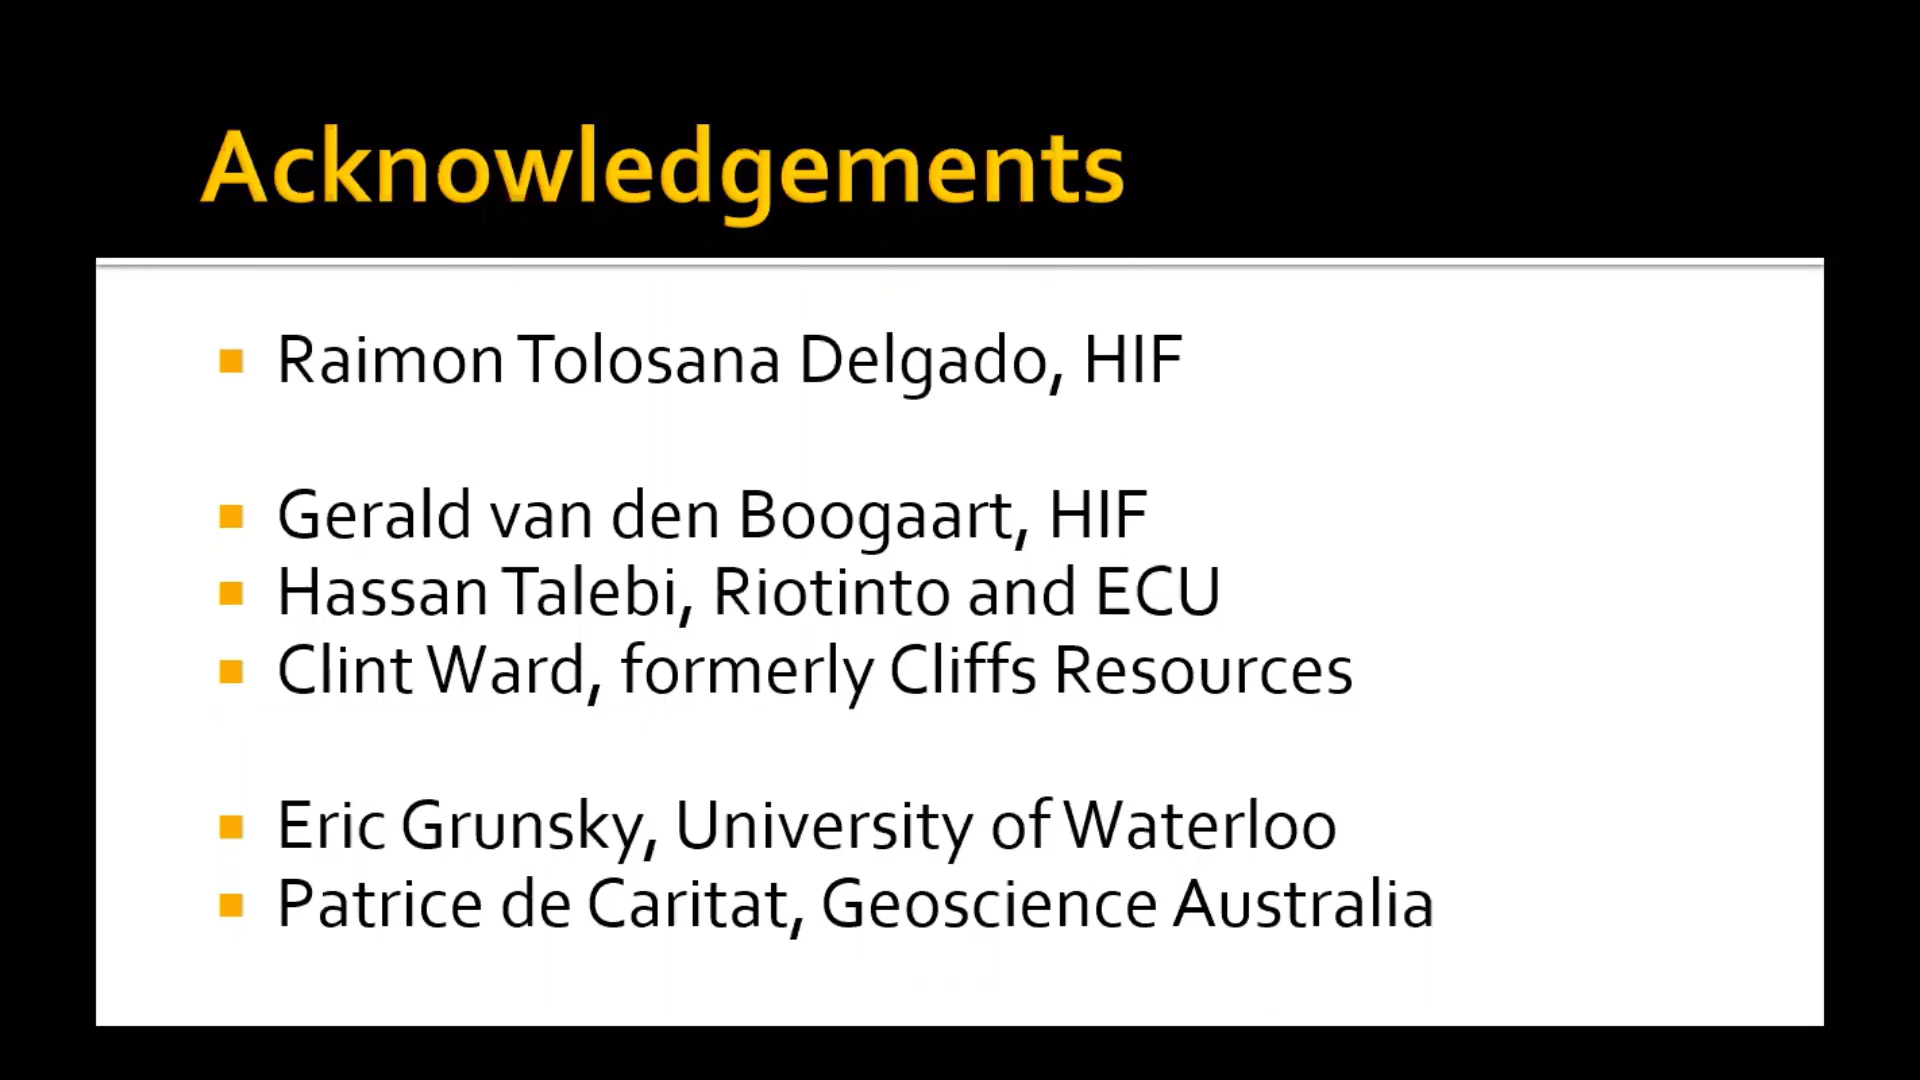 Acknowledgements
Raimon Tolosana Delgado, HIF
Gerald van den Boogaart, HIF
Hassan Talebi, Riotinto and ECU
Clint Ward, formerly Cliffs Resources
Eric Grunsky, University of Waterloo
Patrice de Caritat, Geoscience Australia